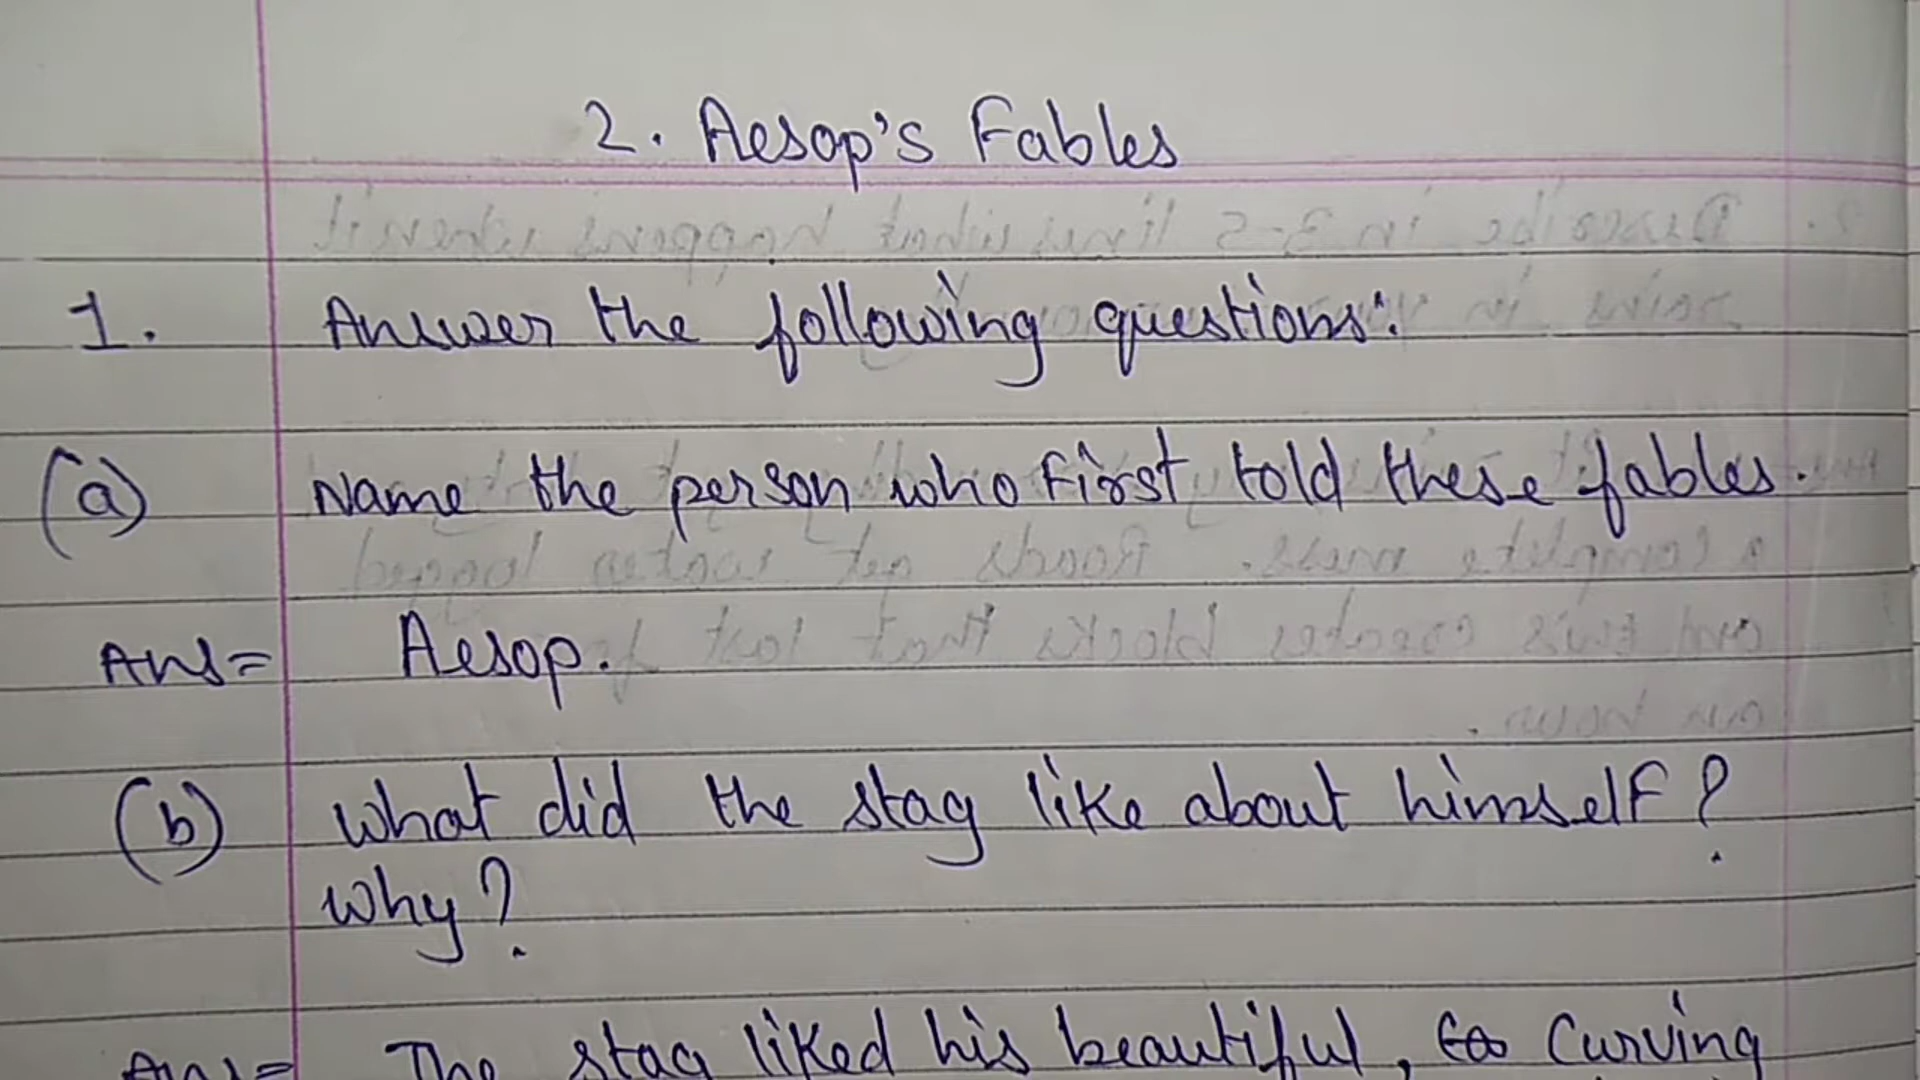 2. Aesop's Fables
1. Answer the following questions:
(a) Name the person who first told these fables.
Ans= Aesop.
(b) What did the stag like about himself?
why?
Ans= The stag liked his beautiful, curving